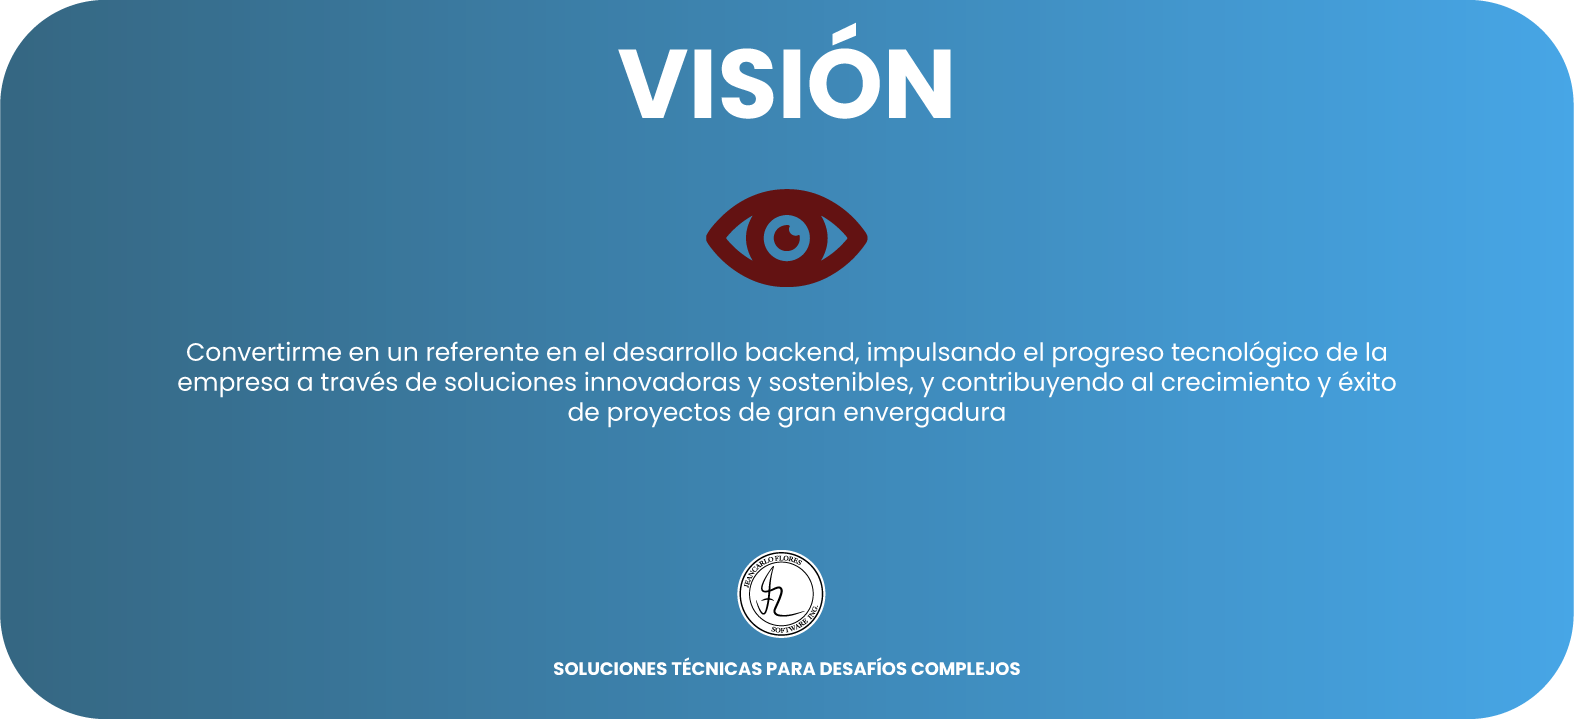 VISIÓN
Convertirme en un referente en el desarrollo backend, impulsando el progreso tecnológico de la
empresa a través de soluciones innovadoras y sostenibles, y contribuyendo al crecimiento y éxito
de proyectos de gran envergadura
JEANCARLO FLORES
SOFTWARE ING.
SOLUCIONES TÉCNICAS PARA DESAFÍOS COMPLEJOS